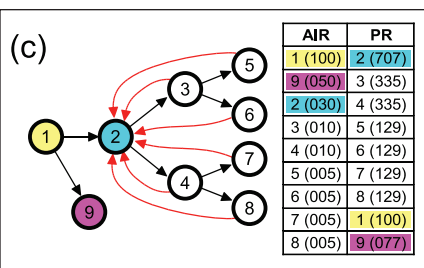 (c)
1
2
3
4
5
6
7
8
9
AIR PR
1 (100) 2 (707)
9 (050) 3 (335)
2 (030) 4 (335)
3 (010) 5 (129)
4 (010) 6 (129)
5 (005) 7 (129)
6 (005) 8 (129)
7 (005) 1 (100)
8 (005) 9 (077)